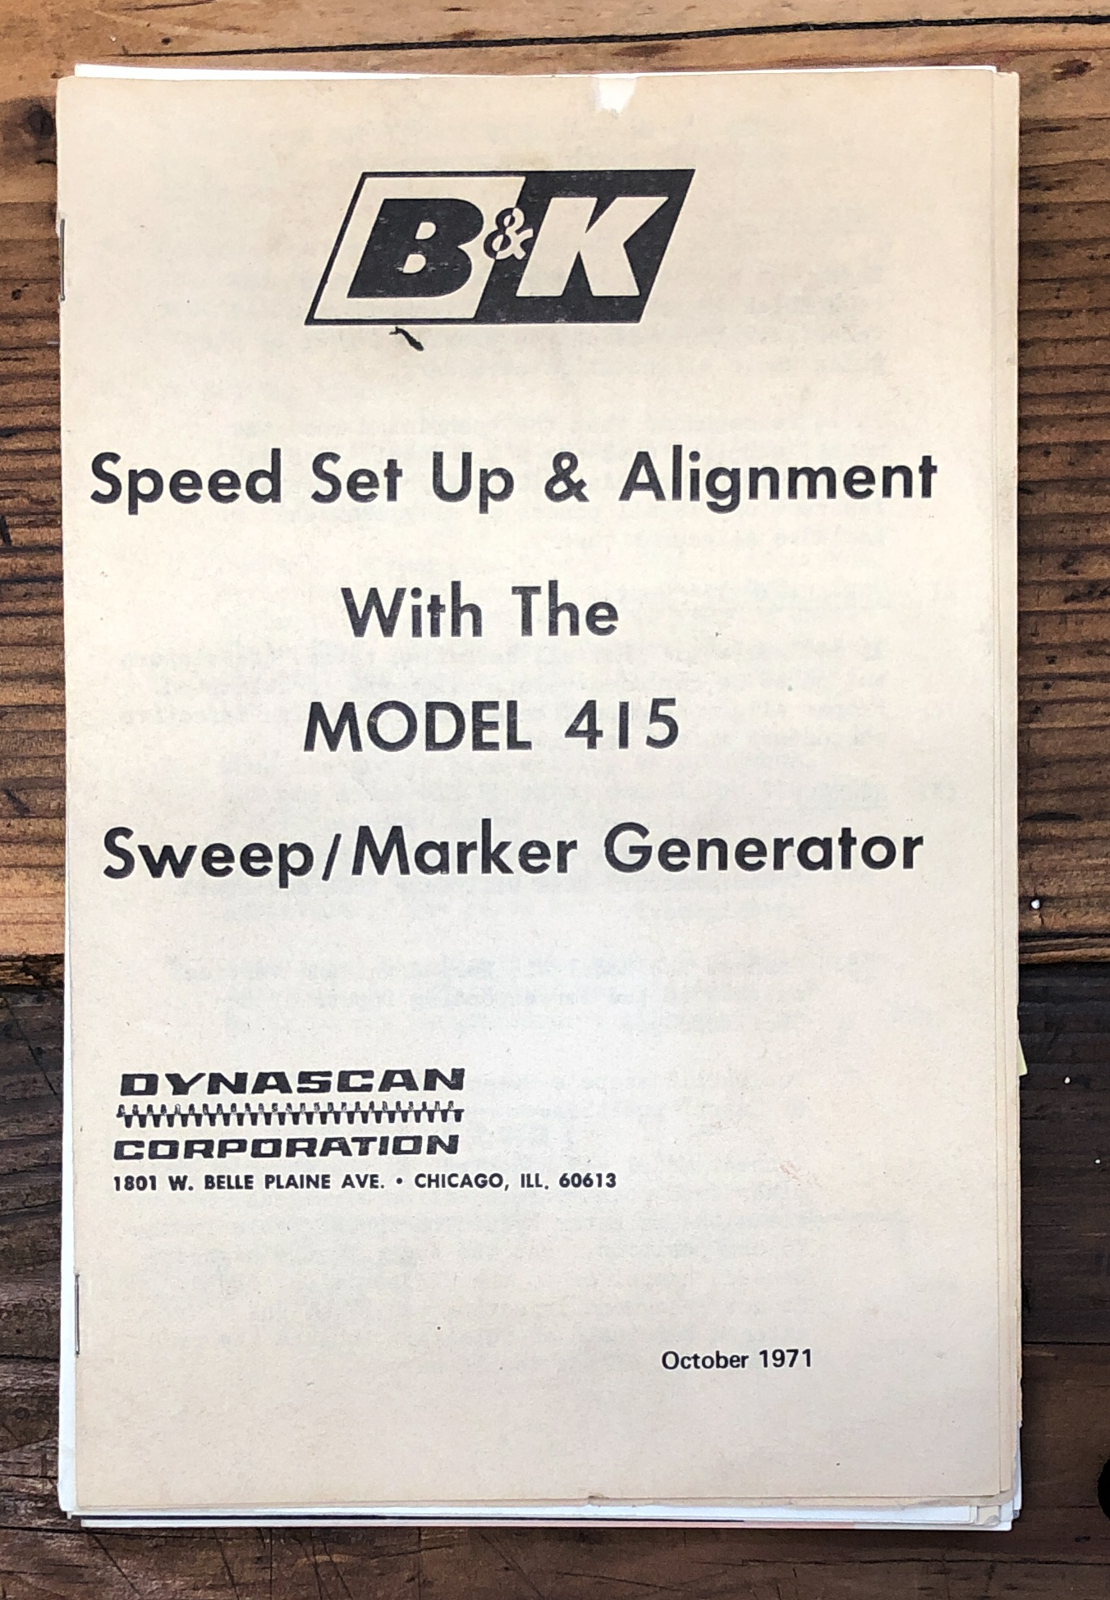 B&K
Speed Set Up & Alignment
With The
MODEL 415
Sweep/Marker Generator
DYNASCAN
CORPORATION
1801 W. BELLE PLAINE AVE. • CHICAGO, ILL. 60613
October 1971